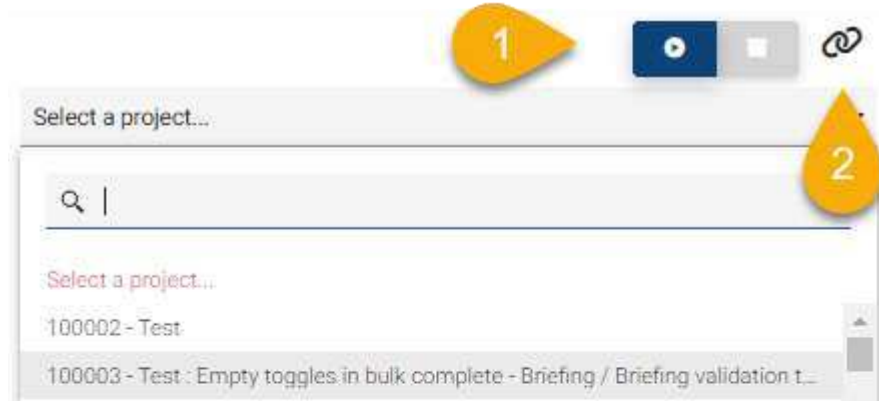 1
Select a project...
2
Select a project...
100002 - Test
100003 - Test : Empty toggles in bulk complete - Briefing / Briefing validation t...